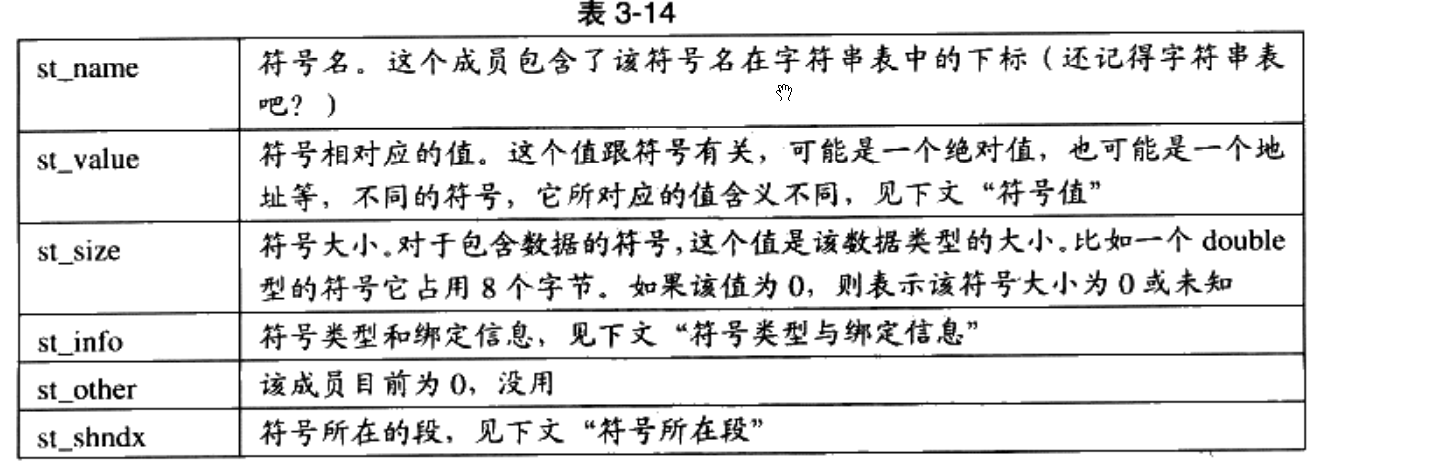 表 3-14
st_name
符号名。这个成员包含了该符号名在字符串表中的下标（还记得字符串表
吧？）
st_value
符号相对应的值。这个值跟符号有关，可能是一个绝对值，也可能是一个地
址等，不同的符号，它所对应的值含义不同，见下文“符号值”
st_size
符号大小。对于包含数据的符号，这个值是该数据类型的大小。比如一个 double
型的符号它占用 8 个字节。如果该值为 0，则表示该符号大小为 0 或未知
st_info
符号类型和绑定信息，见下文“符号类型与绑定信息”
st_other
该成员目前为 0，没用
st_shndx
符号所在的段，见下文“符号所在段”